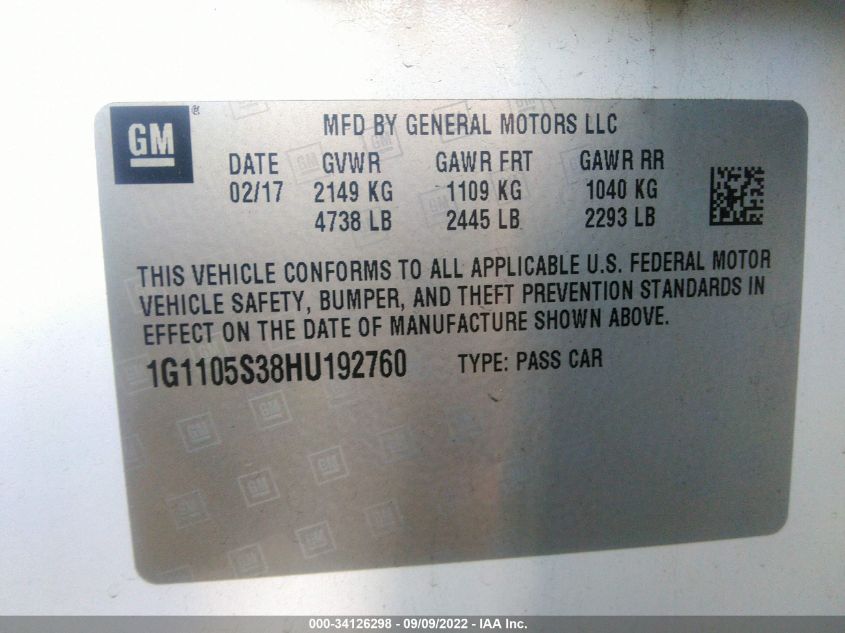 GM ®
MFD BY GENERAL MOTORS LLC
DATE GVWR GAWR FRT GAWR RR
02/17 2149 KG 1109 KG 1040 KG
4738 LB 2445 LB 2293 LB
THIS VEHICLE CONFORMS TO ALL APPLICABLE U.S. FEDERAL MOTOR
VEHICLE SAFETY, BUMPER, AND THEFT PREVENTION STANDARDS IN
EFFECT ON THE DATE OF MANUFACTURE SHOWN ABOVE.
1G1105S38HU192760 TYPE: PASS CAR
000-34126298 - 09/09/2022 - IAA Inc.